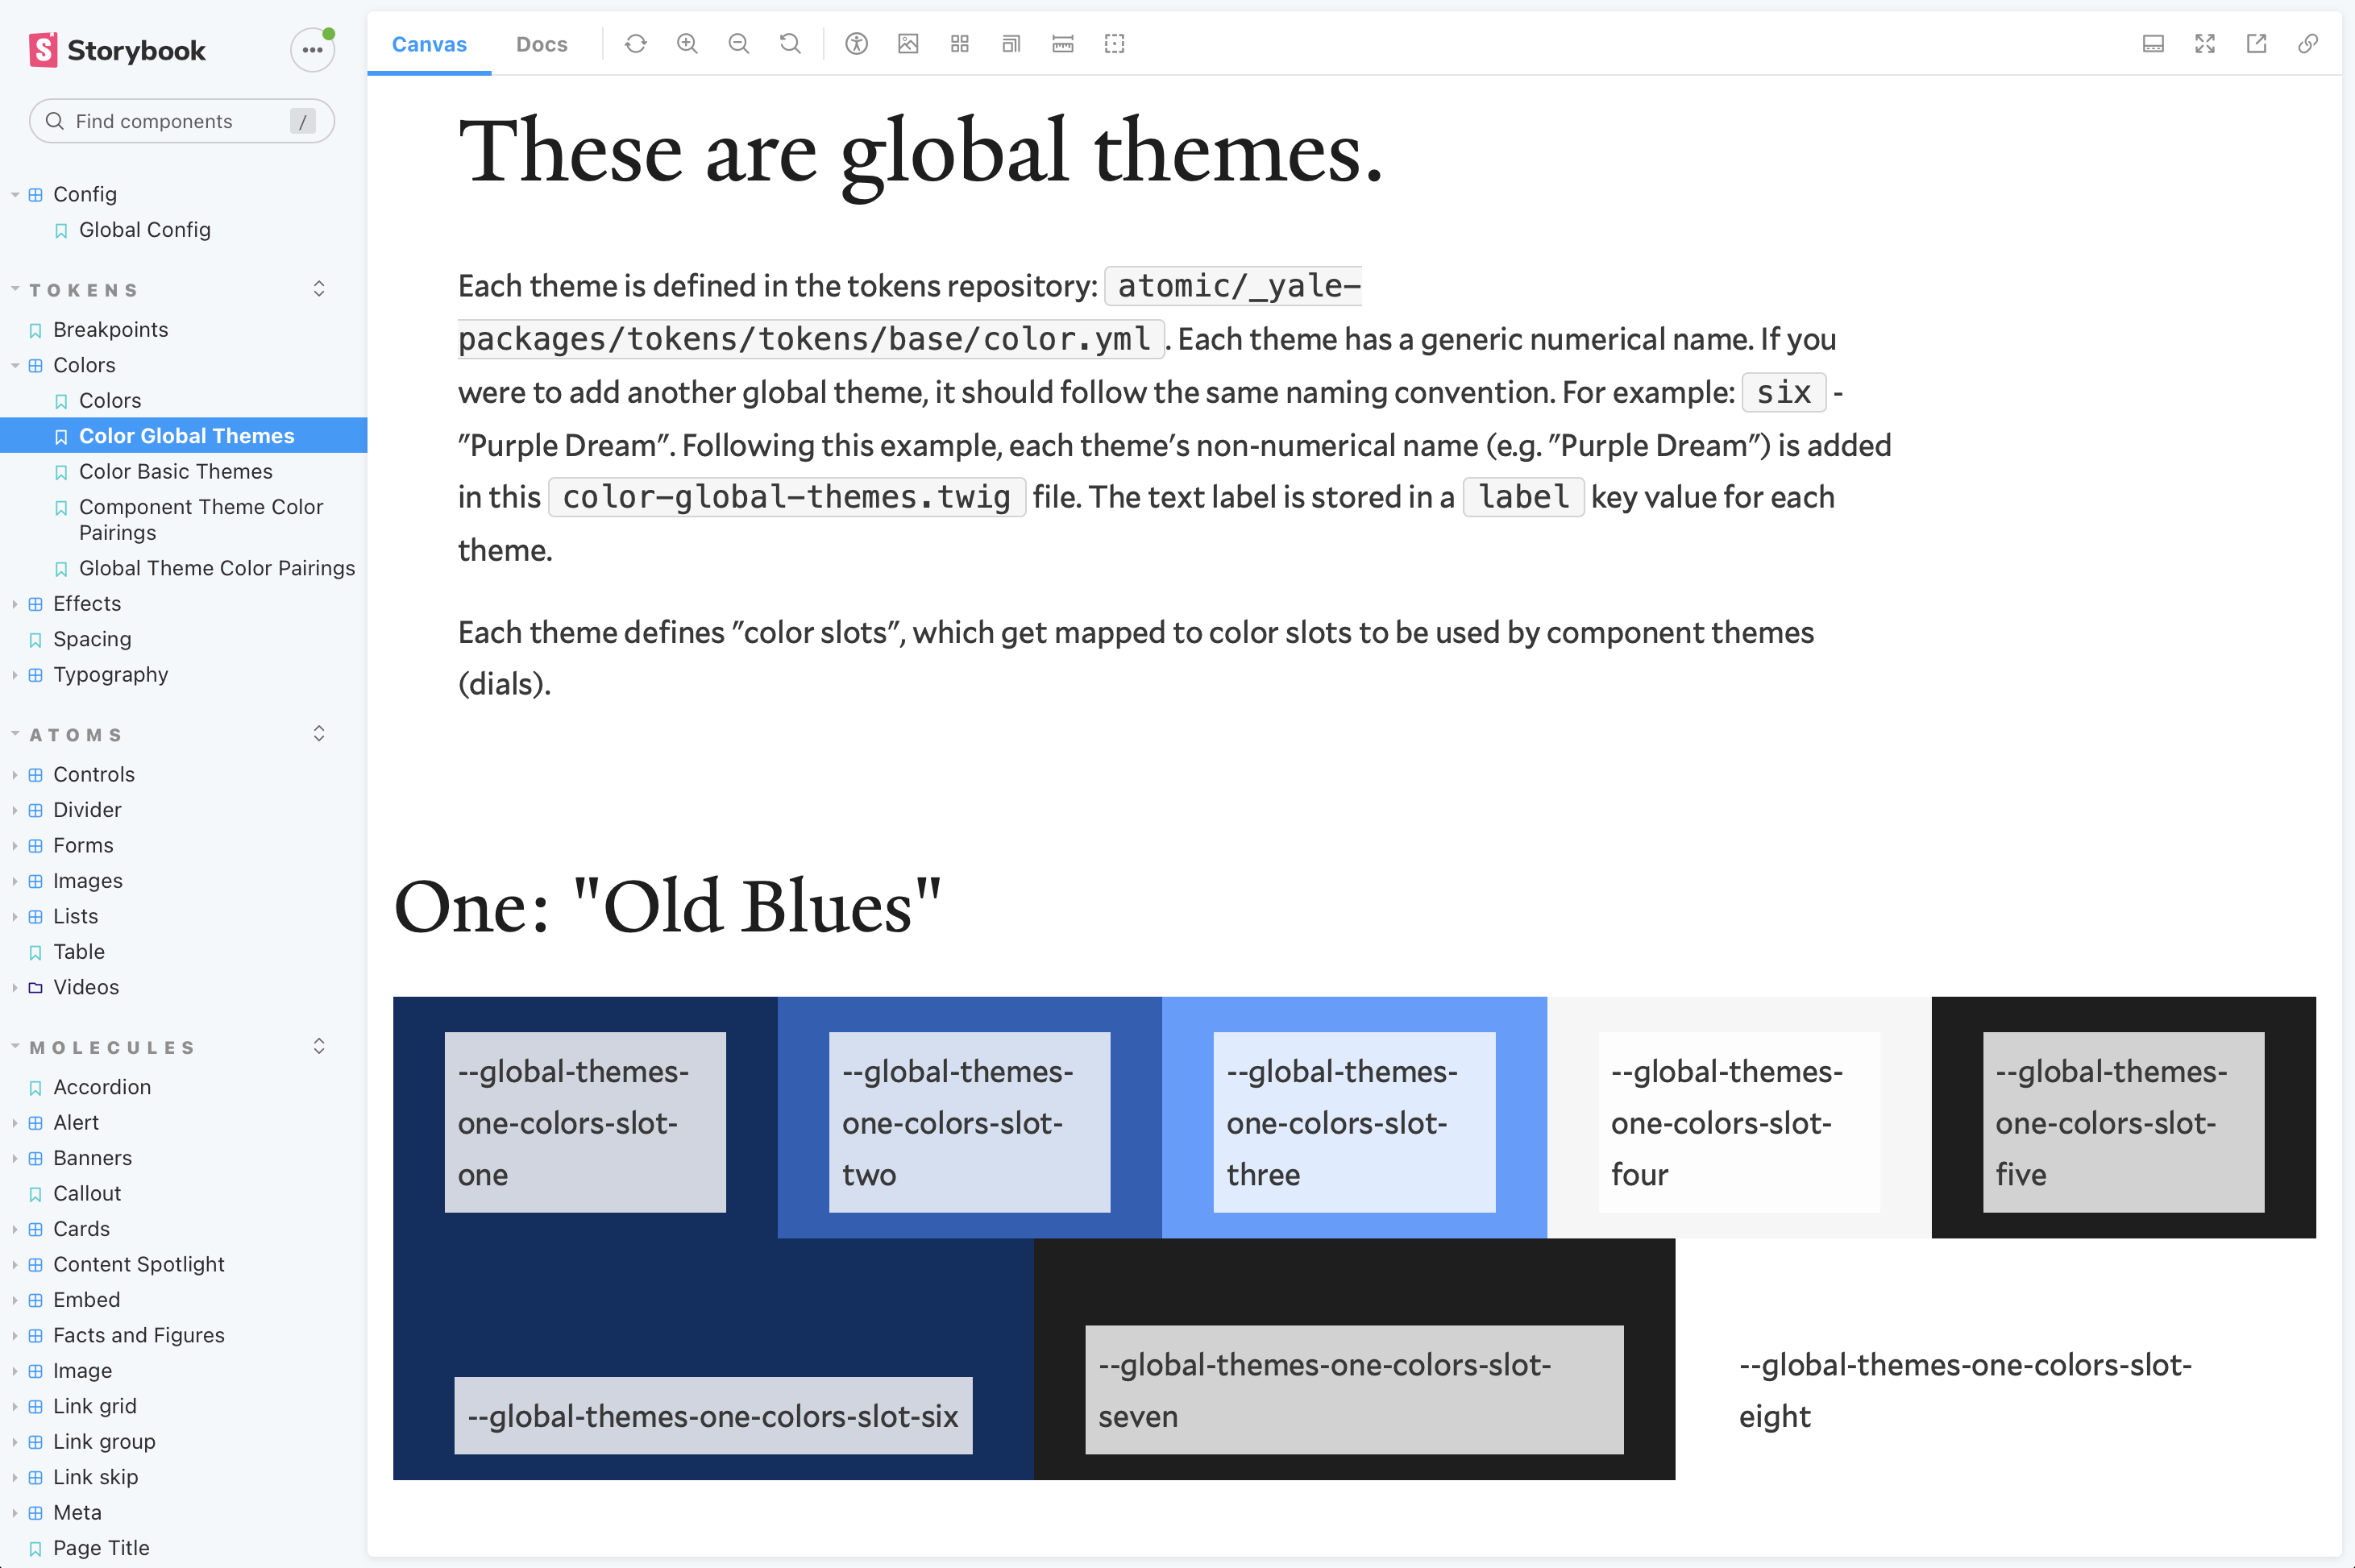 Storybook
Find components
/
Config
Global Config
TOKENS
Breakpoints
Colors
Colors
Color Global Themes
Color Basic Themes
Component Theme Color
Pairings
Global Theme Color Pairings
Effects
Spacing
Typography
ATOMS
Controls
Divider
Forms
Images
Lists
Table
Videos
MOLECULES
Accordion
Alert
Banners
Callout
Cards
Content Spotlight
Embed
Facts and Figures
Image
Link grid
Link group
Link skip
Meta
Page Title
Canvas
Docs
These are global themes.
Each theme is defined in the tokens repository: atomic/_yale-
packages/tokens/tokens/base/color.yml. Each theme has a generic numerical name. If you
were to add another global theme, it should follow the same naming convention. For example: six -
"Purple Dream". Following this example, each theme's non-numerical name (e.g. "Purple Dream") is added
in this color-global-themes.twig file. The text label is stored in a label key value for each
theme.
Each theme defines "color slots", which get mapped to color slots to be used by component themes
(dials).
One: "Old Blues"
--global-themes-
one-colors-slot-
one
--global-themes-
one-colors-slot-
two
--global-themes-
one-colors-slot-
three
--global-themes-
one-colors-slot-
four
--global-themes-
one-colors-slot-
five
--global-themes-one-colors-slot-six
--global-themes-one-colors-slot-
seven
--global-themes-one-colors-slot-
eight